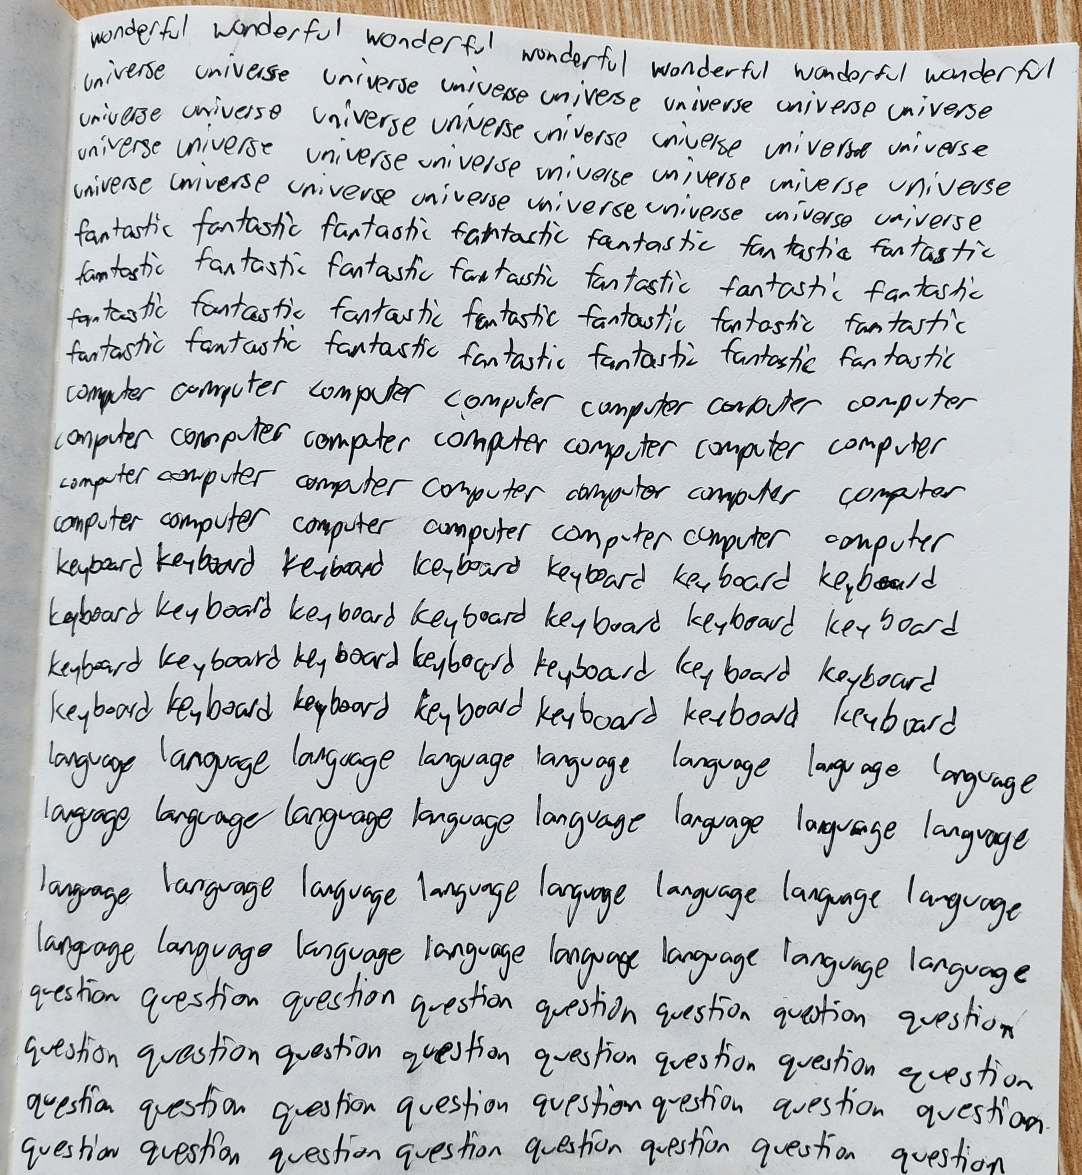 wonderful wonderful wonderful wonderful wonderful wonderful wonderful
universe universe universe universe universe universe universe universe
universe universe universe universe universe universe universe universe
universe universe universe universe universe universe universe universe
universe universe universe universe universe universe universe universe
fantastic fantastic fantastic fantastic fantastic fantastic fantastic
fantastic fantastic fantastic fantastic fantastic fantastic fantastic
fantastic fantastic fantastic fantastic fantastic fantastic fantastic
fantastic fantastic fantastic fantastic fantastic fantastic fantastic
computer computer computer computer computer computer computer
computer computer computer computer computer computer computer
computer computer computer computer computer computer computer
computer computer computer computer computer computer computer
keyboard keyboard keyboard keyboard keyboard keyboard keyboard
keyboard keyboard keyboard keyboard keyboard keyboard keyboard
keyboard keyboard keyboard keyboard keyboard keyboard keyboard
keyboard keyboard keyboard keyboard keyboard keyboard keyboard
language language language language language language language language
language language language language language language language language
language language language language language language language language
language language language language language language language language
question question question question question question question question
question question question question question question question question
question question question question question question question question
question question question question question question question question